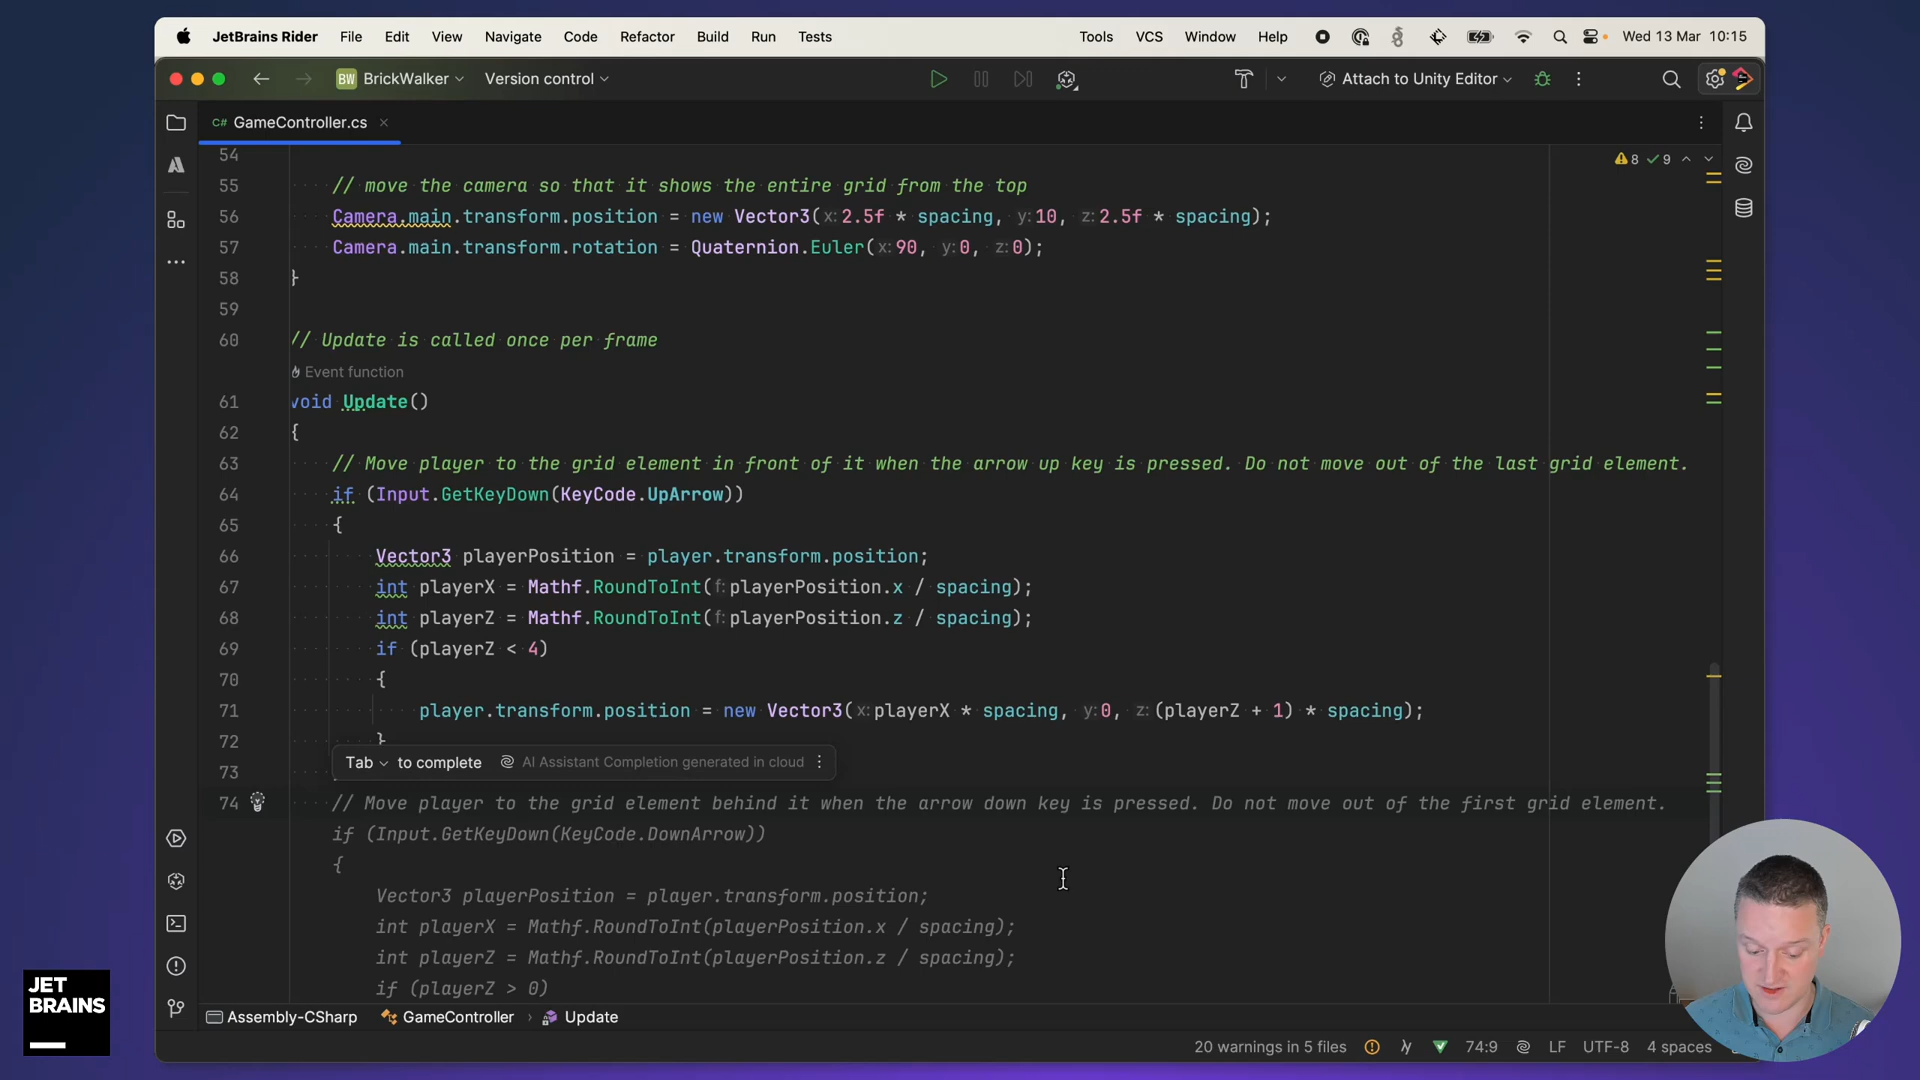 JetBrains Rider File Edit View Navigate Code Refactor Build Run Tests Tools VCS Window Help Wed 13 Mar 10:15
BW BrickWalker Version control Attach to Unity Editor
C# GameController.cs
8 9
54
55 // move the camera so that it shows the entire grid from the top
56 Camera.main.transform.position = new Vector3(x:2.5f * spacing, y:10, z:2.5f * spacing);
57 Camera.main.transform.rotation = Quaternion.Euler(x:90, y:0, z:0);
58 }
59
60 // Update is called once per frame
Event function
61 void Update()
62 {
63 // Move player to the grid element in front of it when the arrow up key is pressed. Do not move out of the last grid element.
64 if (Input.GetKeyDown(KeyCode.UpArrow))
65 {
66 Vector3 playerPosition = player.transform.position;
67 int playerX = Mathf.RoundToInt(f:playerPosition.x / spacing);
68 int playerZ = Mathf.RoundToInt(f:playerPosition.z / spacing);
69 if (playerZ < 4)
70 {
71 player.transform.position = new Vector3(x:playerX * spacing, y:0, z:(playerZ + 1) * spacing);
72 }
Tab to complete AI Assistant Completion generated in cloud
73
74 // Move player to the grid element behind it when the arrow down key is pressed. Do not move out of the first grid element.
if (Input.GetKeyDown(KeyCode.DownArrow))
{
Vector3 playerPosition = player.transform.position;
int playerX = Mathf.RoundToInt(playerPosition.x / spacing);
int playerZ = Mathf.RoundToInt(playerPosition.z / spacing);
if (playerZ > 0)
Assembly-CSharp GameController › Update
20 warnings in 5 files 74:9 LF UTF-8 4 spaces
JET
BRAINS